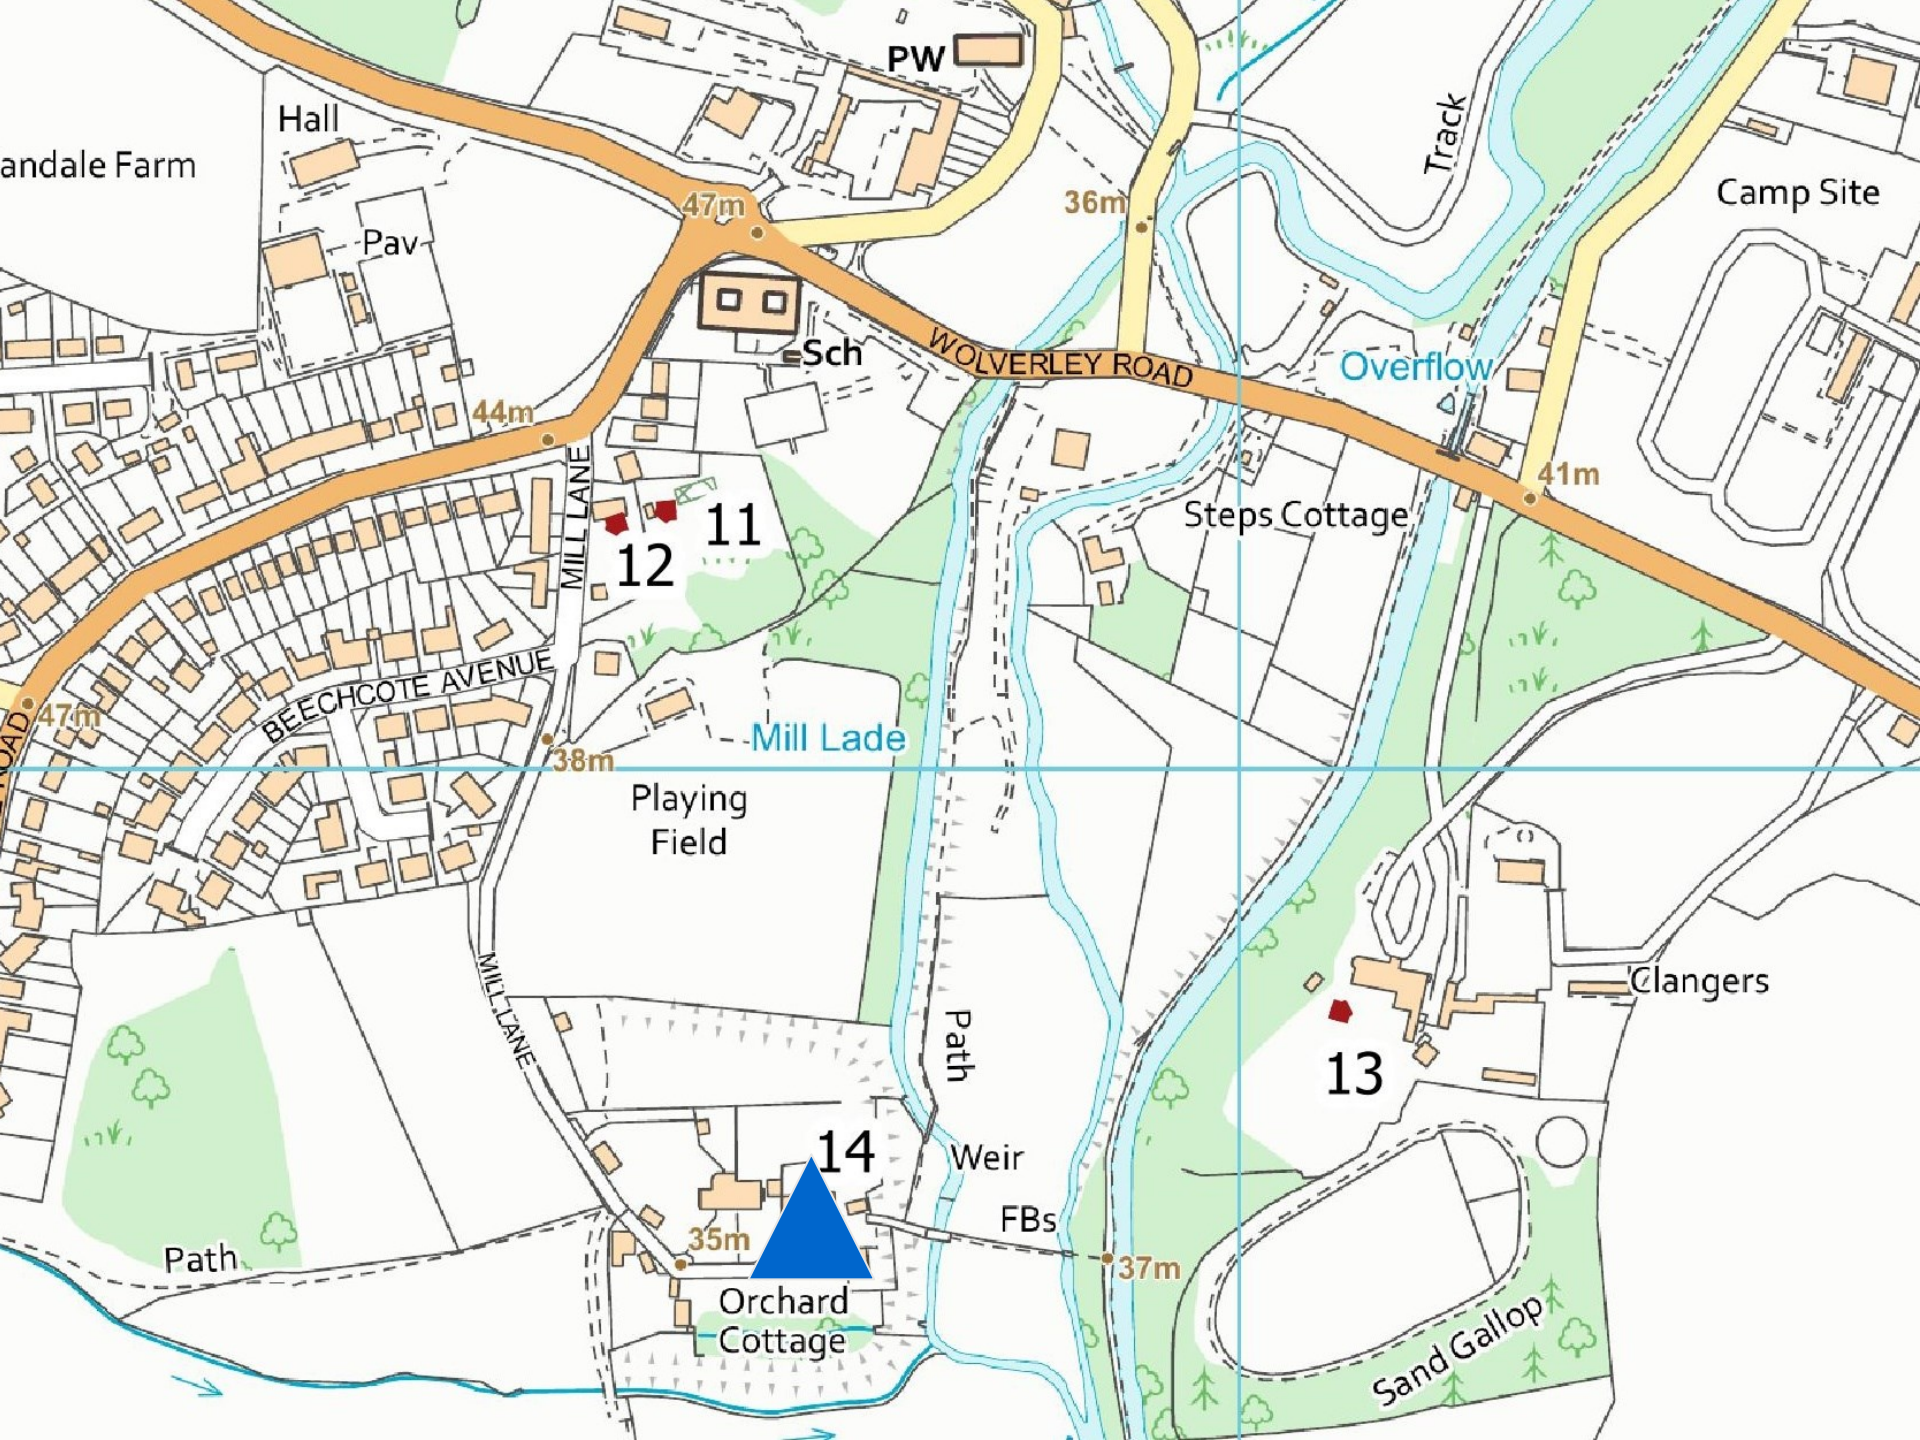 PW
Hall
Track
andale Farm
Camp Site
47m
36m
Pav
Sch
WOLVERLEY ROAD
Overflow
44m
41m
MILL LANE
11
Steps Cottage
12
BEECHCOTE AVENUE
47m
ROAD
Mill Lade
38m
Playing
Field
MILL LANE
Clangers
Path
13
14
Weir
FBs
35m
Path
37m
Orchard
Cottage
Sand Gallop